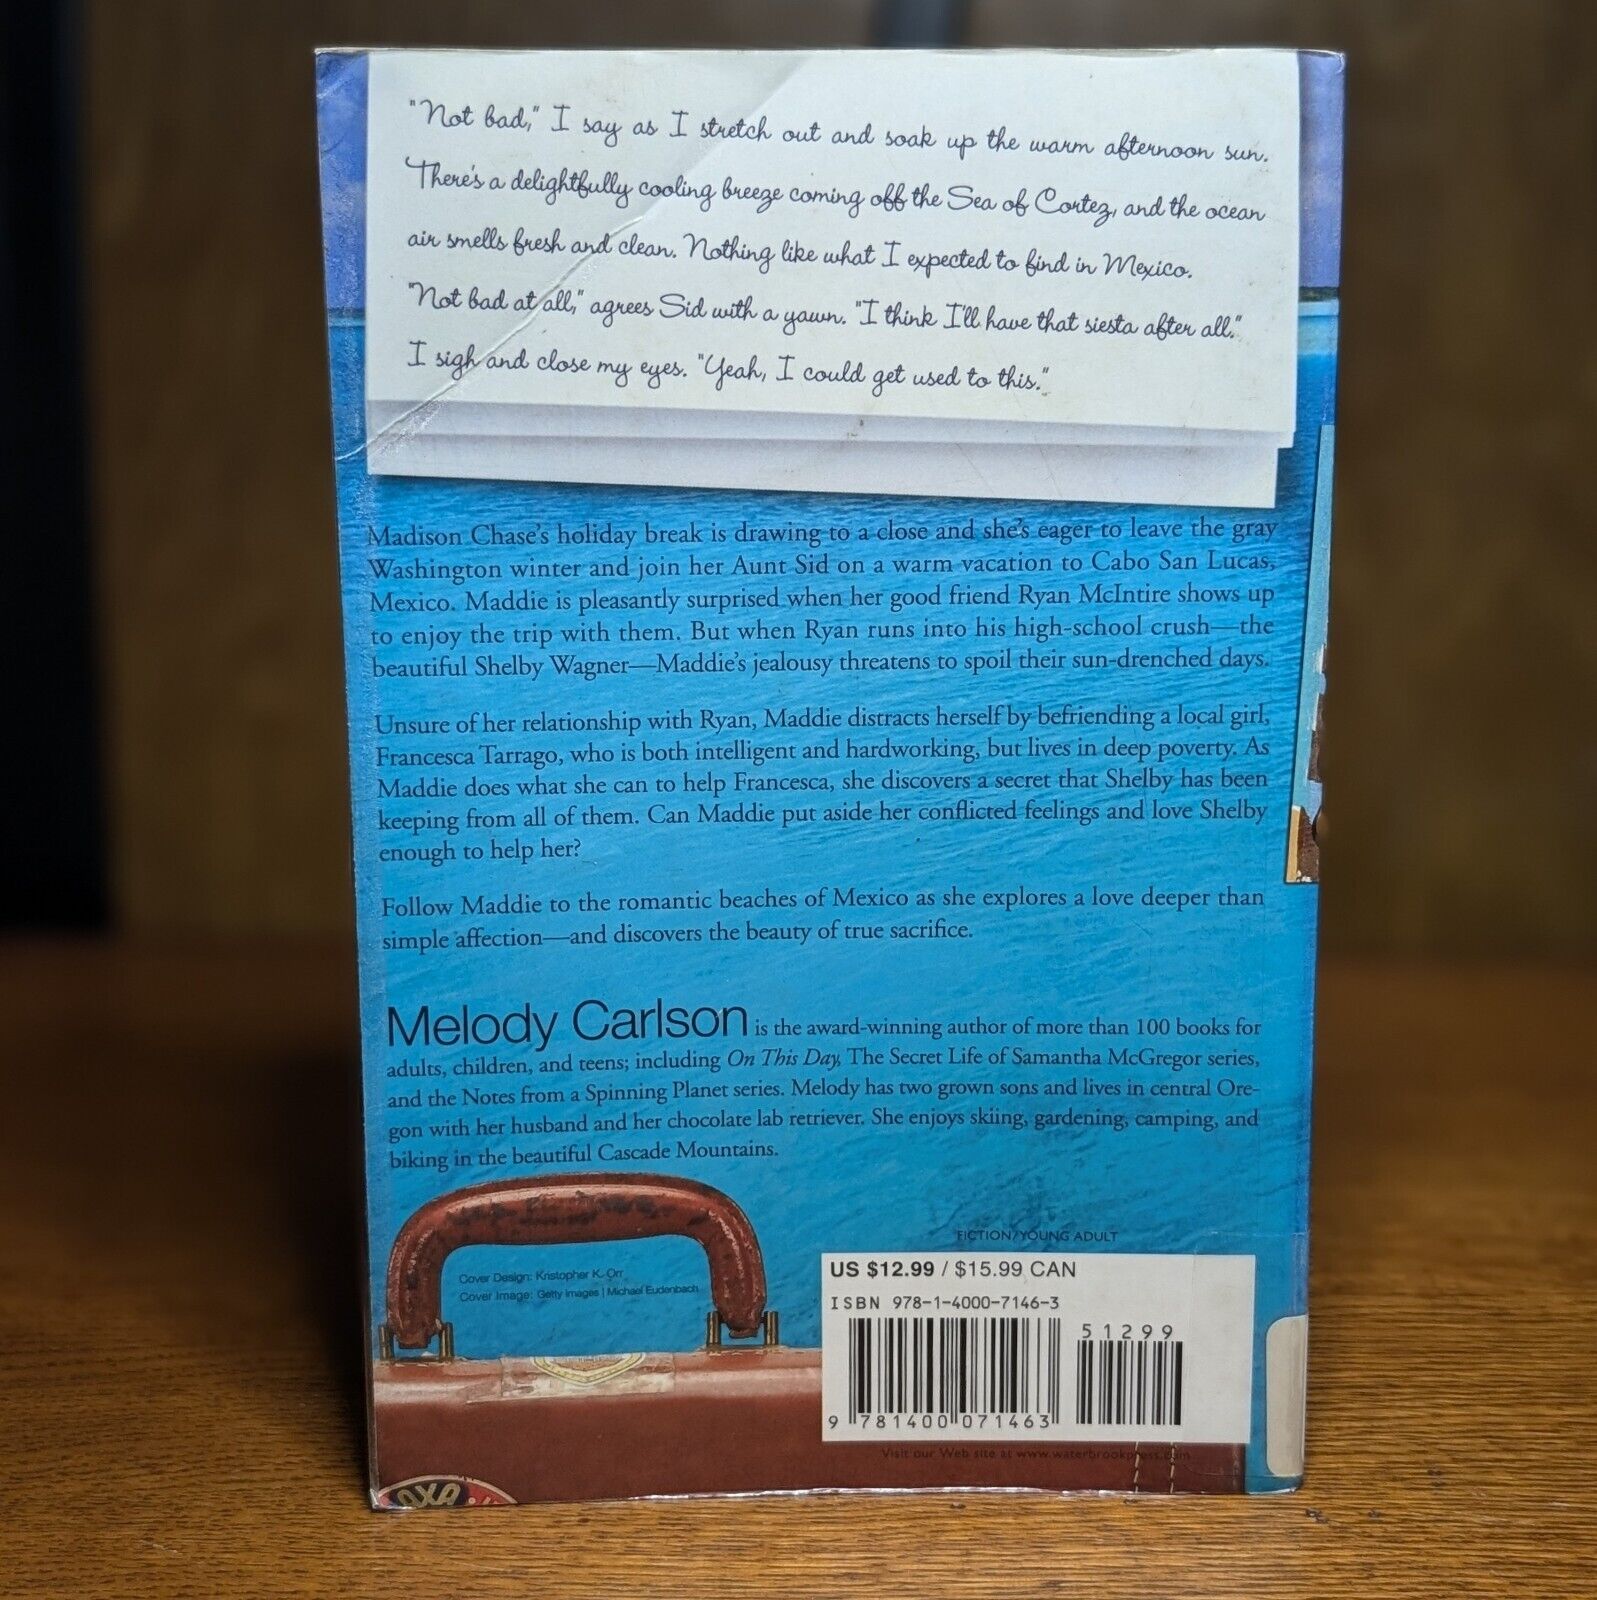 "Not bad," I say as I stretch out and soak up the warm afternoon sun.
There's a delightfully cooling breeze coming off the Sea of Cortez, and the ocean
air smells fresh and clean. Nothing like what I expected to find in Mexico.
"Not bad at all," agrees Sid with a yawn. "I think I'll have that siesta after all."
I sigh and close my eyes. "Yeah, I could get used to this."
Madison Chase's holiday break is drawing to a close and she's eager to leave the gray
Washington winter and join her Aunt Sid on a warm vacation to Cabo San Lucas,
Mexico. Maddie is pleasantly surprised when her good friend Ryan McIntire shows up
to enjoy the trip with them. But when Ryan runs into his high-school crush—the
beautiful Shelby Wagner—Maddie's jealousy threatens to spoil their sun-drenched days.
Unsure of her relationship with Ryan, Maddie distracts herself by befriending a local girl,
Francesca Tarrago, who is both intelligent and hardworking, but lives in deep poverty. As
Maddie does what she can to help Francesca, she discovers a secret that Shelby has been
keeping from all of them. Can Maddie put aside her conflicted feelings and love Shelby
enough to help her?
Follow Maddie to the romantic beaches of Mexico as she explores a love deeper than
simple affection—and discovers the beauty of true sacrifice.
Melody Carlson is the award-winning author of more than 100 books for
adults, children, and teens; including On This Day, The Secret Life of Samantha McGregor series,
and the Notes from a Spinning Planet series. Melody has two grown sons and lives in central Ore-
gon with her husband and her chocolate lab retriever. She enjoys skiing, gardening, camping, and
biking in the beautiful Cascade Mountains.
FICTION/YOUNG ADULT
Cover Design: Kristopher K. Orr
Cover Image: Getty Images | Michael Eudenbach
US $12.99 / $15.99 CAN
ISBN 978-1-4000-7146-3
51299
9 781400 071463
Visit our Web site at www.waterbrookpress.com